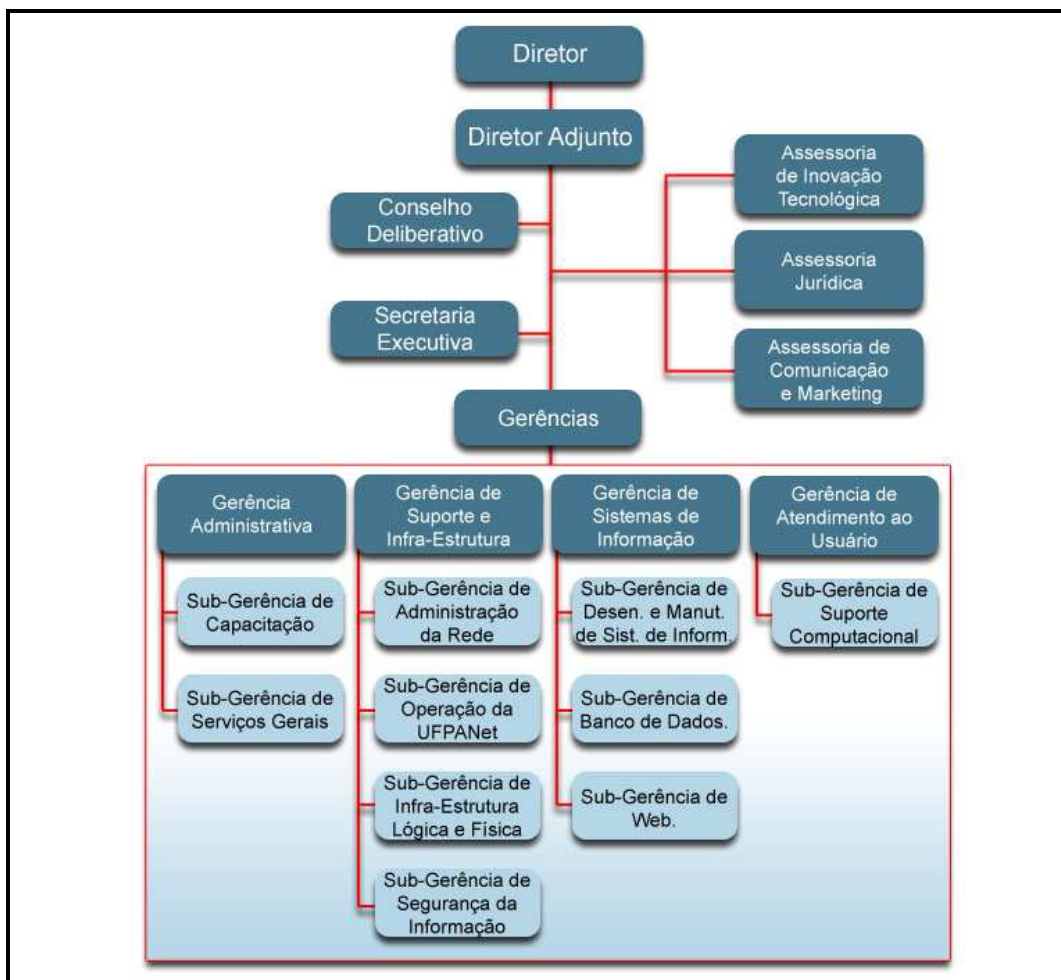 Diretor
Diretor Adjunto
Assessoria
de Inovação
Tecnológica
Conselho
Deliberativo
Assessoria
Jurídica
Secretaria
Executiva
Assessoria de
Comunicação
e Marketing
Gerências
Gerência
Administrativa
Sub-Gerência de
Capacitação
Sub-Gerência de
Serviços Gerais
Gerência de
Suporte e
Infra-Estrutura
Sub-Gerência de
Administração
da Rede
Sub-Gerência de
Operação da
UFPANet
Sub-Gerência de
Infra-Estrutura
Lógica e Física
Sub-Gerência de
Segurança da
Informação
Gerência de
Sistemas de
Informação
Sub-Gerência de
Desen. e Manut.
de Sist. de Inform.
Sub-Gerência de
Banco de Dados.
Sub-Gerência de
Web.
Gerência de
Atendimento ao
Usuário
Sub-Gerência de
Suporte
Computacional